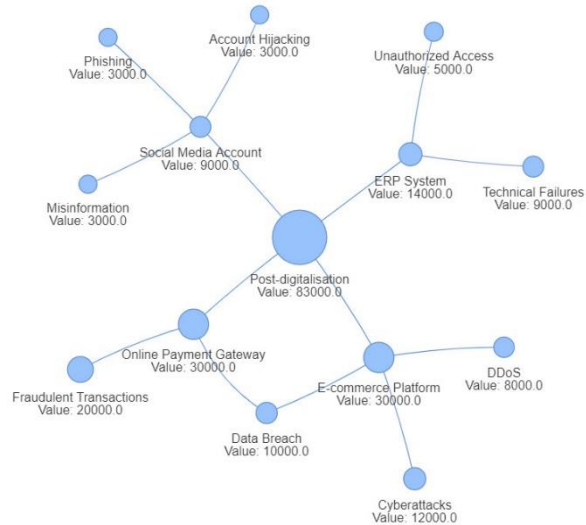 Account Hijacking
Value: 3000.0
Phishing
Value: 3000.0
Unauthorized Access
Value: 5000.0
Social Media Account
Value: 9000.0
ERP System
Value: 14000.0
Technical Failures
Value: 9000.0
Misinformation
Value: 3000.0
Post-digitalisation
Value: 83000.0
Online Payment Gateway
Value: 30000.0
E-commerce Platform
Value: 30000.0
DDoS
Value: 8000.0
Fraudulent Transactions
Value: 20000.0
Data Breach
Value: 10000.0
Cyberattacks
Value: 12000.0